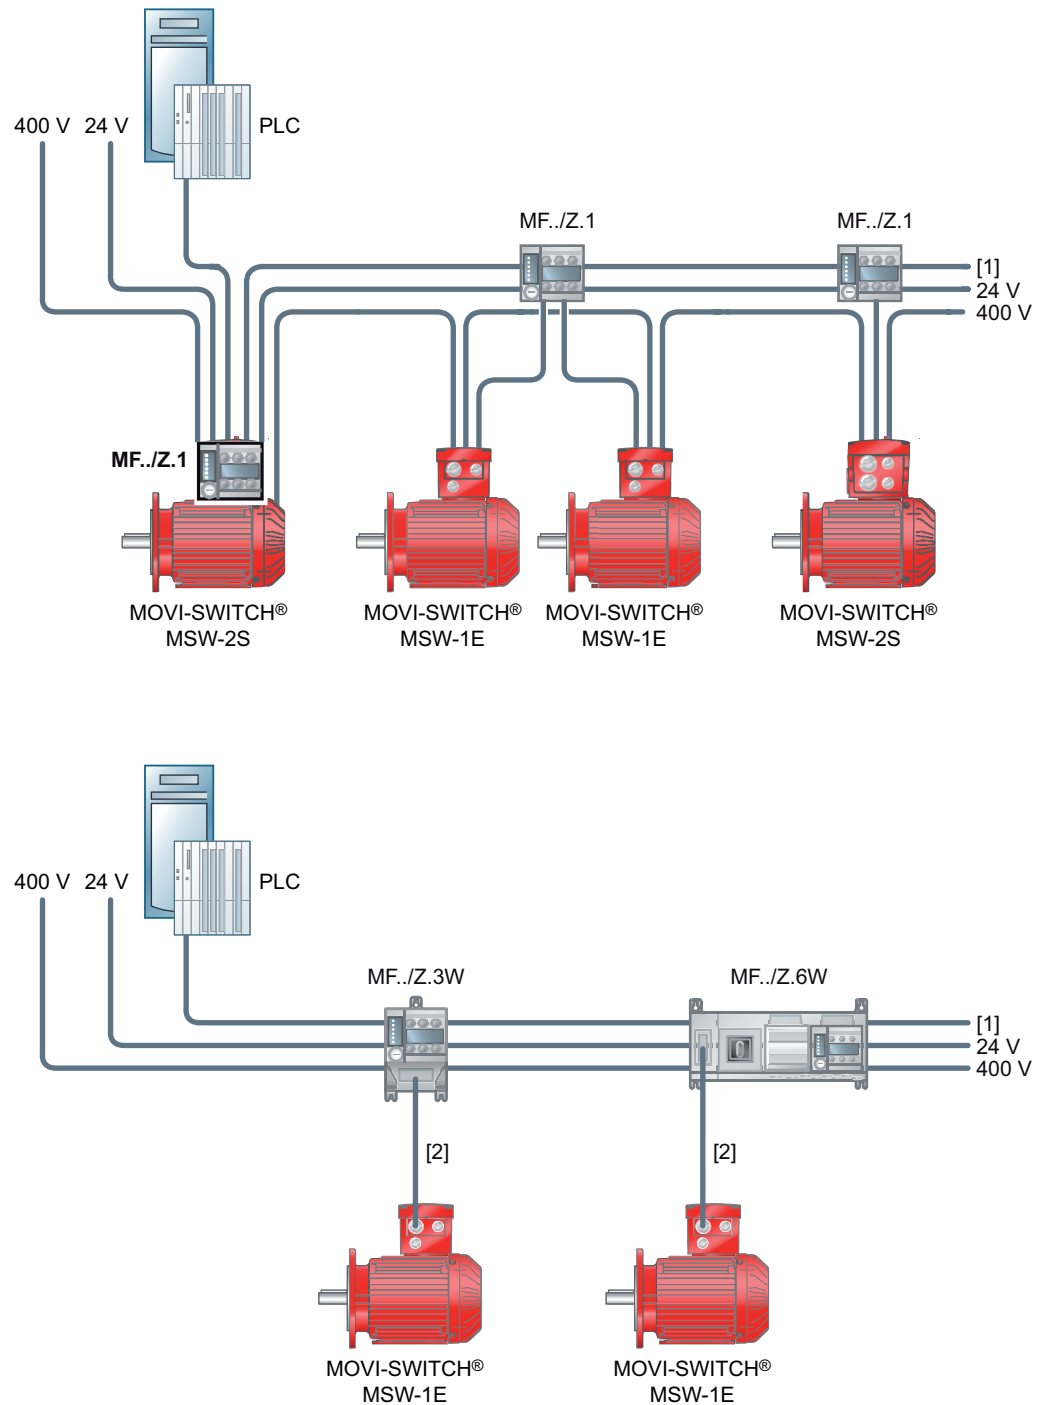 400 V
24 V
PLC
MF../Z.1
MF../Z.1
[1]
24 V
400 V
MF../Z.1
MOVI-SWITCH®
MSW-2S
MOVI-SWITCH®
MSW-1E
MOVI-SWITCH®
MSW-1E
MOVI-SWITCH®
MSW-2S
400 V
24 V
PLC
MF../Z.3W
MF../Z.6W
[1]
24 V
400 V
[2]
[2]
MOVI-SWITCH®
MSW-1E
MOVI-SWITCH®
MSW-1E